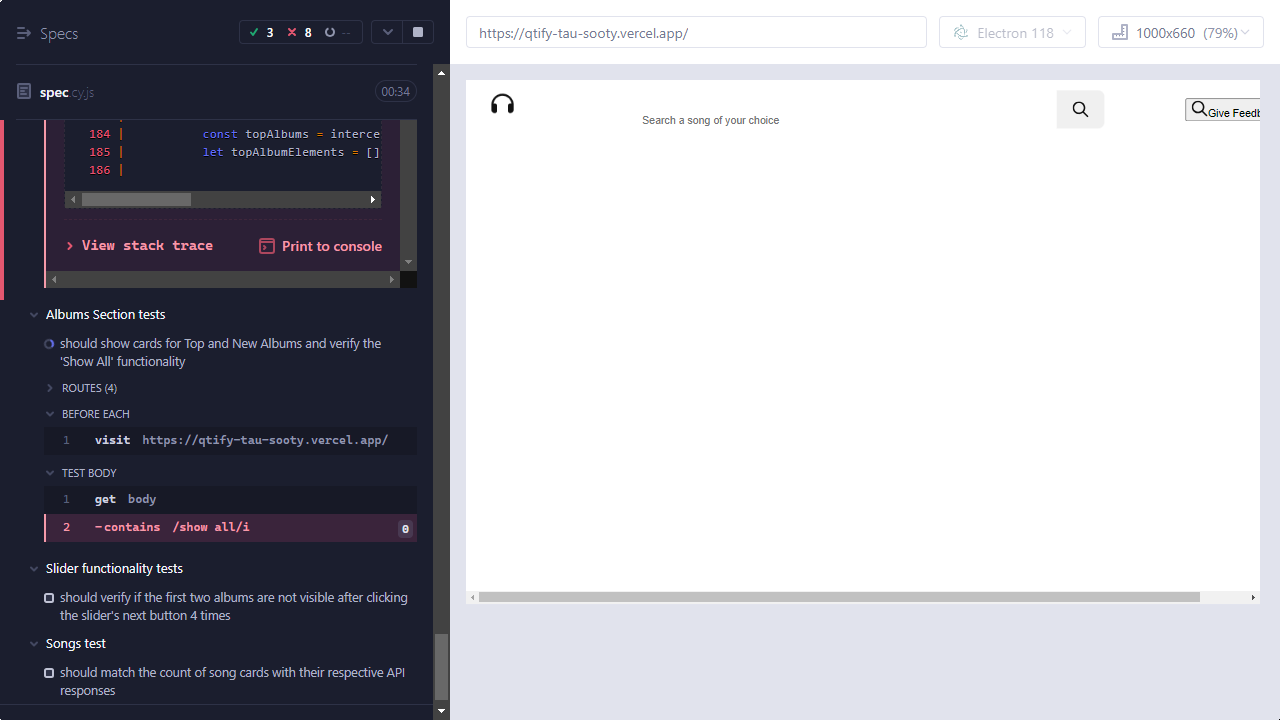 Specs
3 8 --
https://qtify-tau-sooty.vercel.app/
Electron 118
1000x660 (79%)
spec.cy.js
00:34
184 | const topAlbums = interce
185 | let topAlbumElements = []
186 |
View stack trace
Print to console
Albums Section tests
should show cards for Top and New Albums and verify the
'Show All' functionality
ROUTES (4)
BEFORE EACH
1 visit https://qtify-tau-sooty.vercel.app/
TEST BODY
1 get body
2 -contains /show all/i 0
Slider functionality tests
should verify if the first two albums are not visible after clicking
the slider's next button 4 times
Songs test
should match the count of song cards with their respective API
responses
Search a song of your choice
Give Feedb